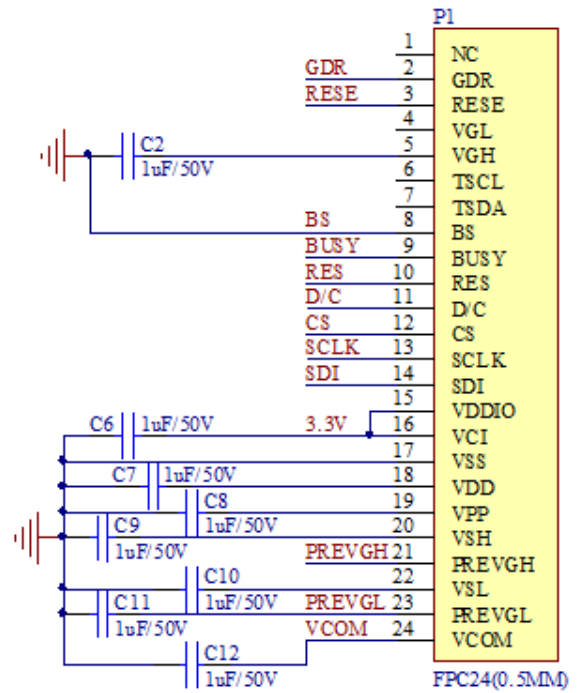 P1
1 NC
GDR 2 GDR
RESE 3 RESE
4 VGL
C2 5 VGH
1uF/50V
6 TSCL
7 TSDA
BS 8 BS
BUSY 9 BUSY
RES 10 RES
D/C 11 D/C
CS 12 CS
SCLK 13 SCLK
SDI 14 SDI
15 VDDIO
C6 1uF/50V 3.3V 16 VCI
17 VSS
C7 1uF/50V 18 VDD
C8 19 VPP
1uF/50V
C9 20 VSH
1uF/50V
PREVGH 21 PREVGH
C10 22 VSL
1uF/50V
C11 PREVGL 23 PREVGL
1uF/50V
VCOM 24 VCOM
C12
1uF/50V
FPC24(0.5MM)